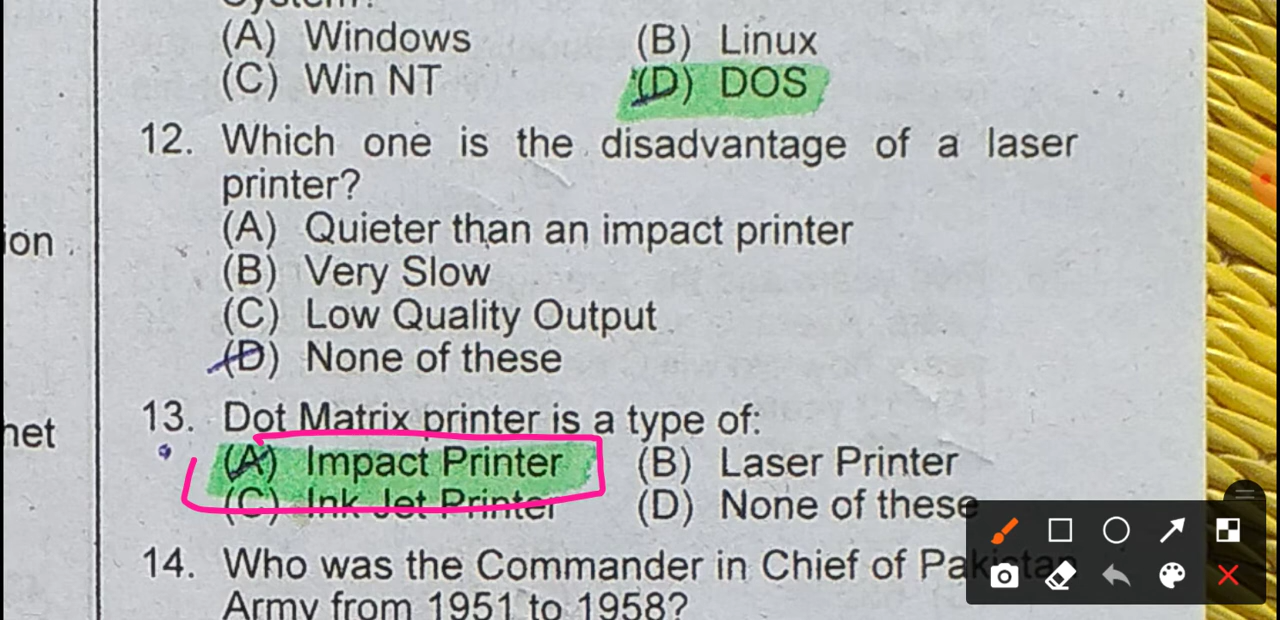 (A) Windows (B) Linux
(C) Win NT (D) DOS
12. Which one is the disadvantage of a laser
printer?
(A) Quieter than an impact printer
ion
(B) Very Slow
(C) Low Quality Output
(D) None of these
13. Dot Matrix printer is a type of:
(A) Impact Printer (B) Laser Printer
(C) Ink Jet Printer (D) None of these
14. Who was the Commander in Chief of Pakistan
Army from 1951 to 1958?